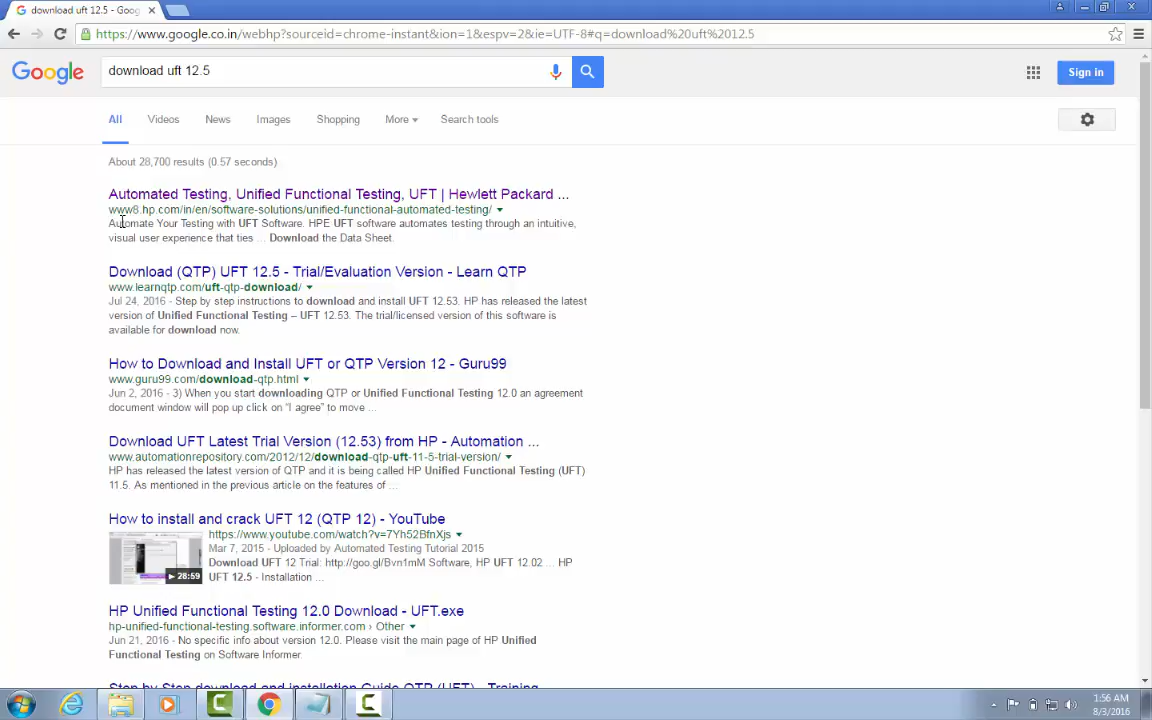 download uft 12.5 - Goog
https://www.google.co.in/webhp?sourceid=chrome-instant&ion=1&espv=2&ie=UTF-8#q=download%20uft%2012.5
Google
download uft 12.5
Sign in
All Videos News Images Shopping More Search tools
About 28,700 results (0.57 seconds)
Automated Testing, Unified Functional Testing, UFT | Hewlett Packard ...
www8.hp.com/in/en/software-solutions/unified-functional-automated-testing/
Automate Your Testing with UFT Software. HPE UFT software automates testing through an intuitive,
visual user experience that ties ... Download the Data Sheet.
Download (QTP) UFT 12.5 - Trial/Evaluation Version - Learn QTP
www.learnqtp.com/uft-qtp-download/
Jul 24, 2016 - Step by step instructions to download and install UFT 12.53. HP has released the latest
version of Unified Functional Testing – UFT 12.53. The trial/licensed version of this software is
available for download now.
How to Download and Install UFT or QTP Version 12 - Guru99
www.guru99.com/download-qtp.html
Jun 2, 2016 - 3) When you start downloading QTP or Unified Functional Testing 12.0 an agreement
document window will pop up click on “I agree” to move ...
Download UFT Latest Trial Version (12.53) from HP - Automation ...
www.automationrepository.com/2012/12/download-qtp-uft-11-5-trial-version/
HP has released the latest version of QTP and it is being called HP Unified Functional Testing (UFT)
11.5. As mentioned in the previous article on the features of ...
How to install and crack UFT 12 (QTP 12) - YouTube
https://www.youtube.com/watch?v=7Yh52BfnXjs
Mar 7, 2015 - Uploaded by Automated Testing Tutorial 2015
Download UFT 12 Trial: http://goo.gl/Bvn1mM Software, HP UFT 12.02 ... HP
UFT 12.5 - Installation ...
28:59
HP Unified Functional Testing 12.0 Download - UFT.exe
hp-unified-functional-testing.software.informer.com › Other
Jun 21, 2016 - No specific info about version 12.0. Please visit the main page of HP Unified
Functional Testing on Software Informer.
Step by Step download and installation Guide QTP (UFT) - Training
1:56 AM
8/3/2016